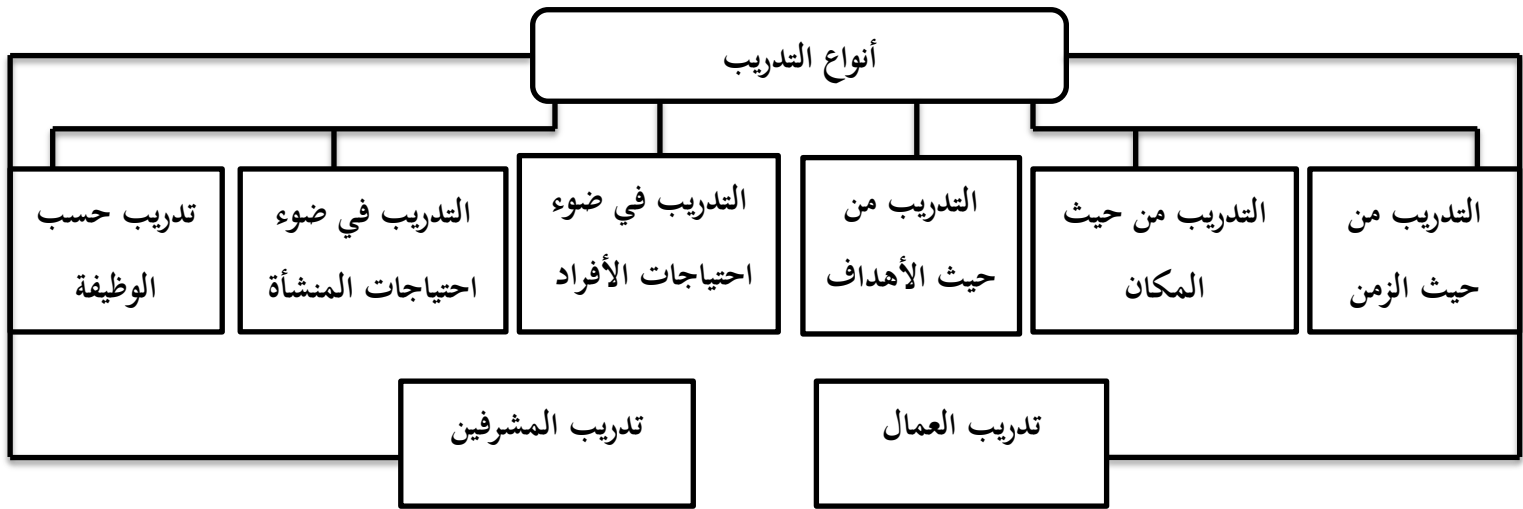 أنواع التدريب
التدريب من
حيث الزمن
التدريب من حيث
المكان
التدريب من
حيث الأهداف
التدريب في ضوء
احتياجات الأفراد
التدريب في ضوء
احتياجات المنشأة
تدريب حسب
الوظيفة
تدريب العمال
تدريب المشرفين